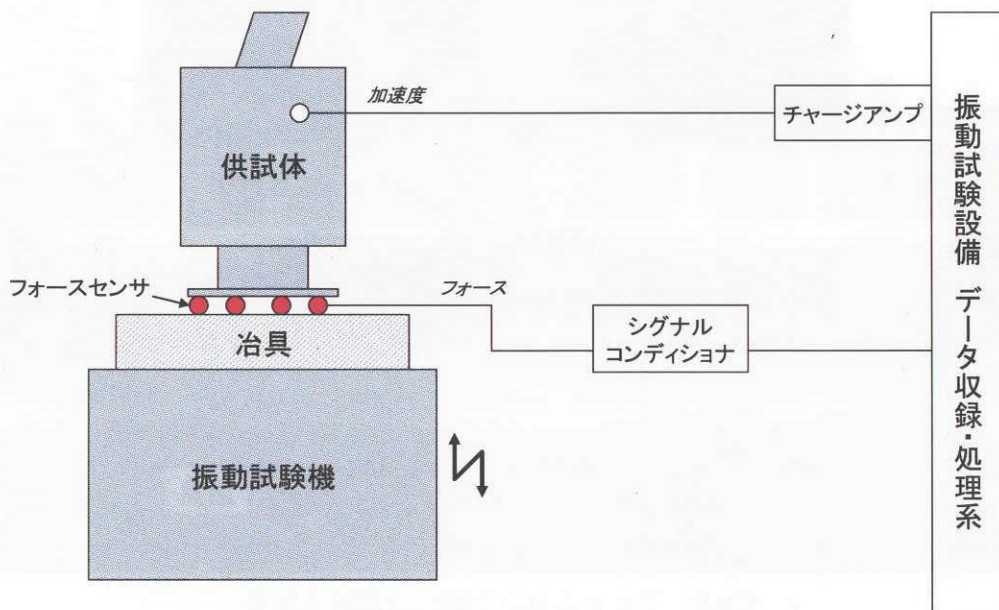 加速度
チャージアンプ
供試体
フォースセンサ
フォース
シグナル
コンディショナ
冶具
振動試験機
振動試験設備 データ収録・処理系